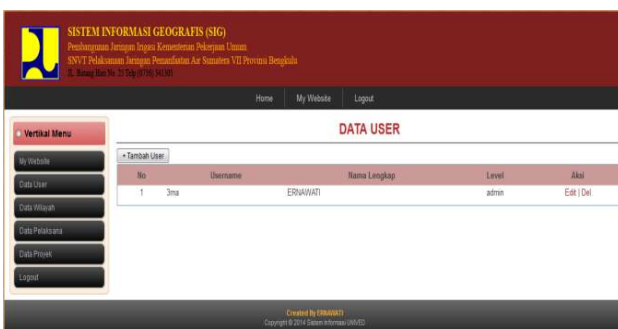 SISTEM INFORMASI GEOGRAFIS (SIG)
Pembangunan Jaringan Irigasi Kementerian Pekerjaan Umum
SNVT Pelaksanaan Jaringan Pemanfaatan Air Sumatera VII Provinsi Bengkulu
Home My Website Logout
Vertikal Menu
My Website
Data User
Data Wilayah
Data Pelaksana
Data Proyek
Logout
DATA USER
+ Tambah User
No Username Nama Lengkap Level Aksi
1 3rna ERNAWATI admin Edit | Del
Created By ERNAWATI
Copyright © 2014 Sistem Informasi UNIVED